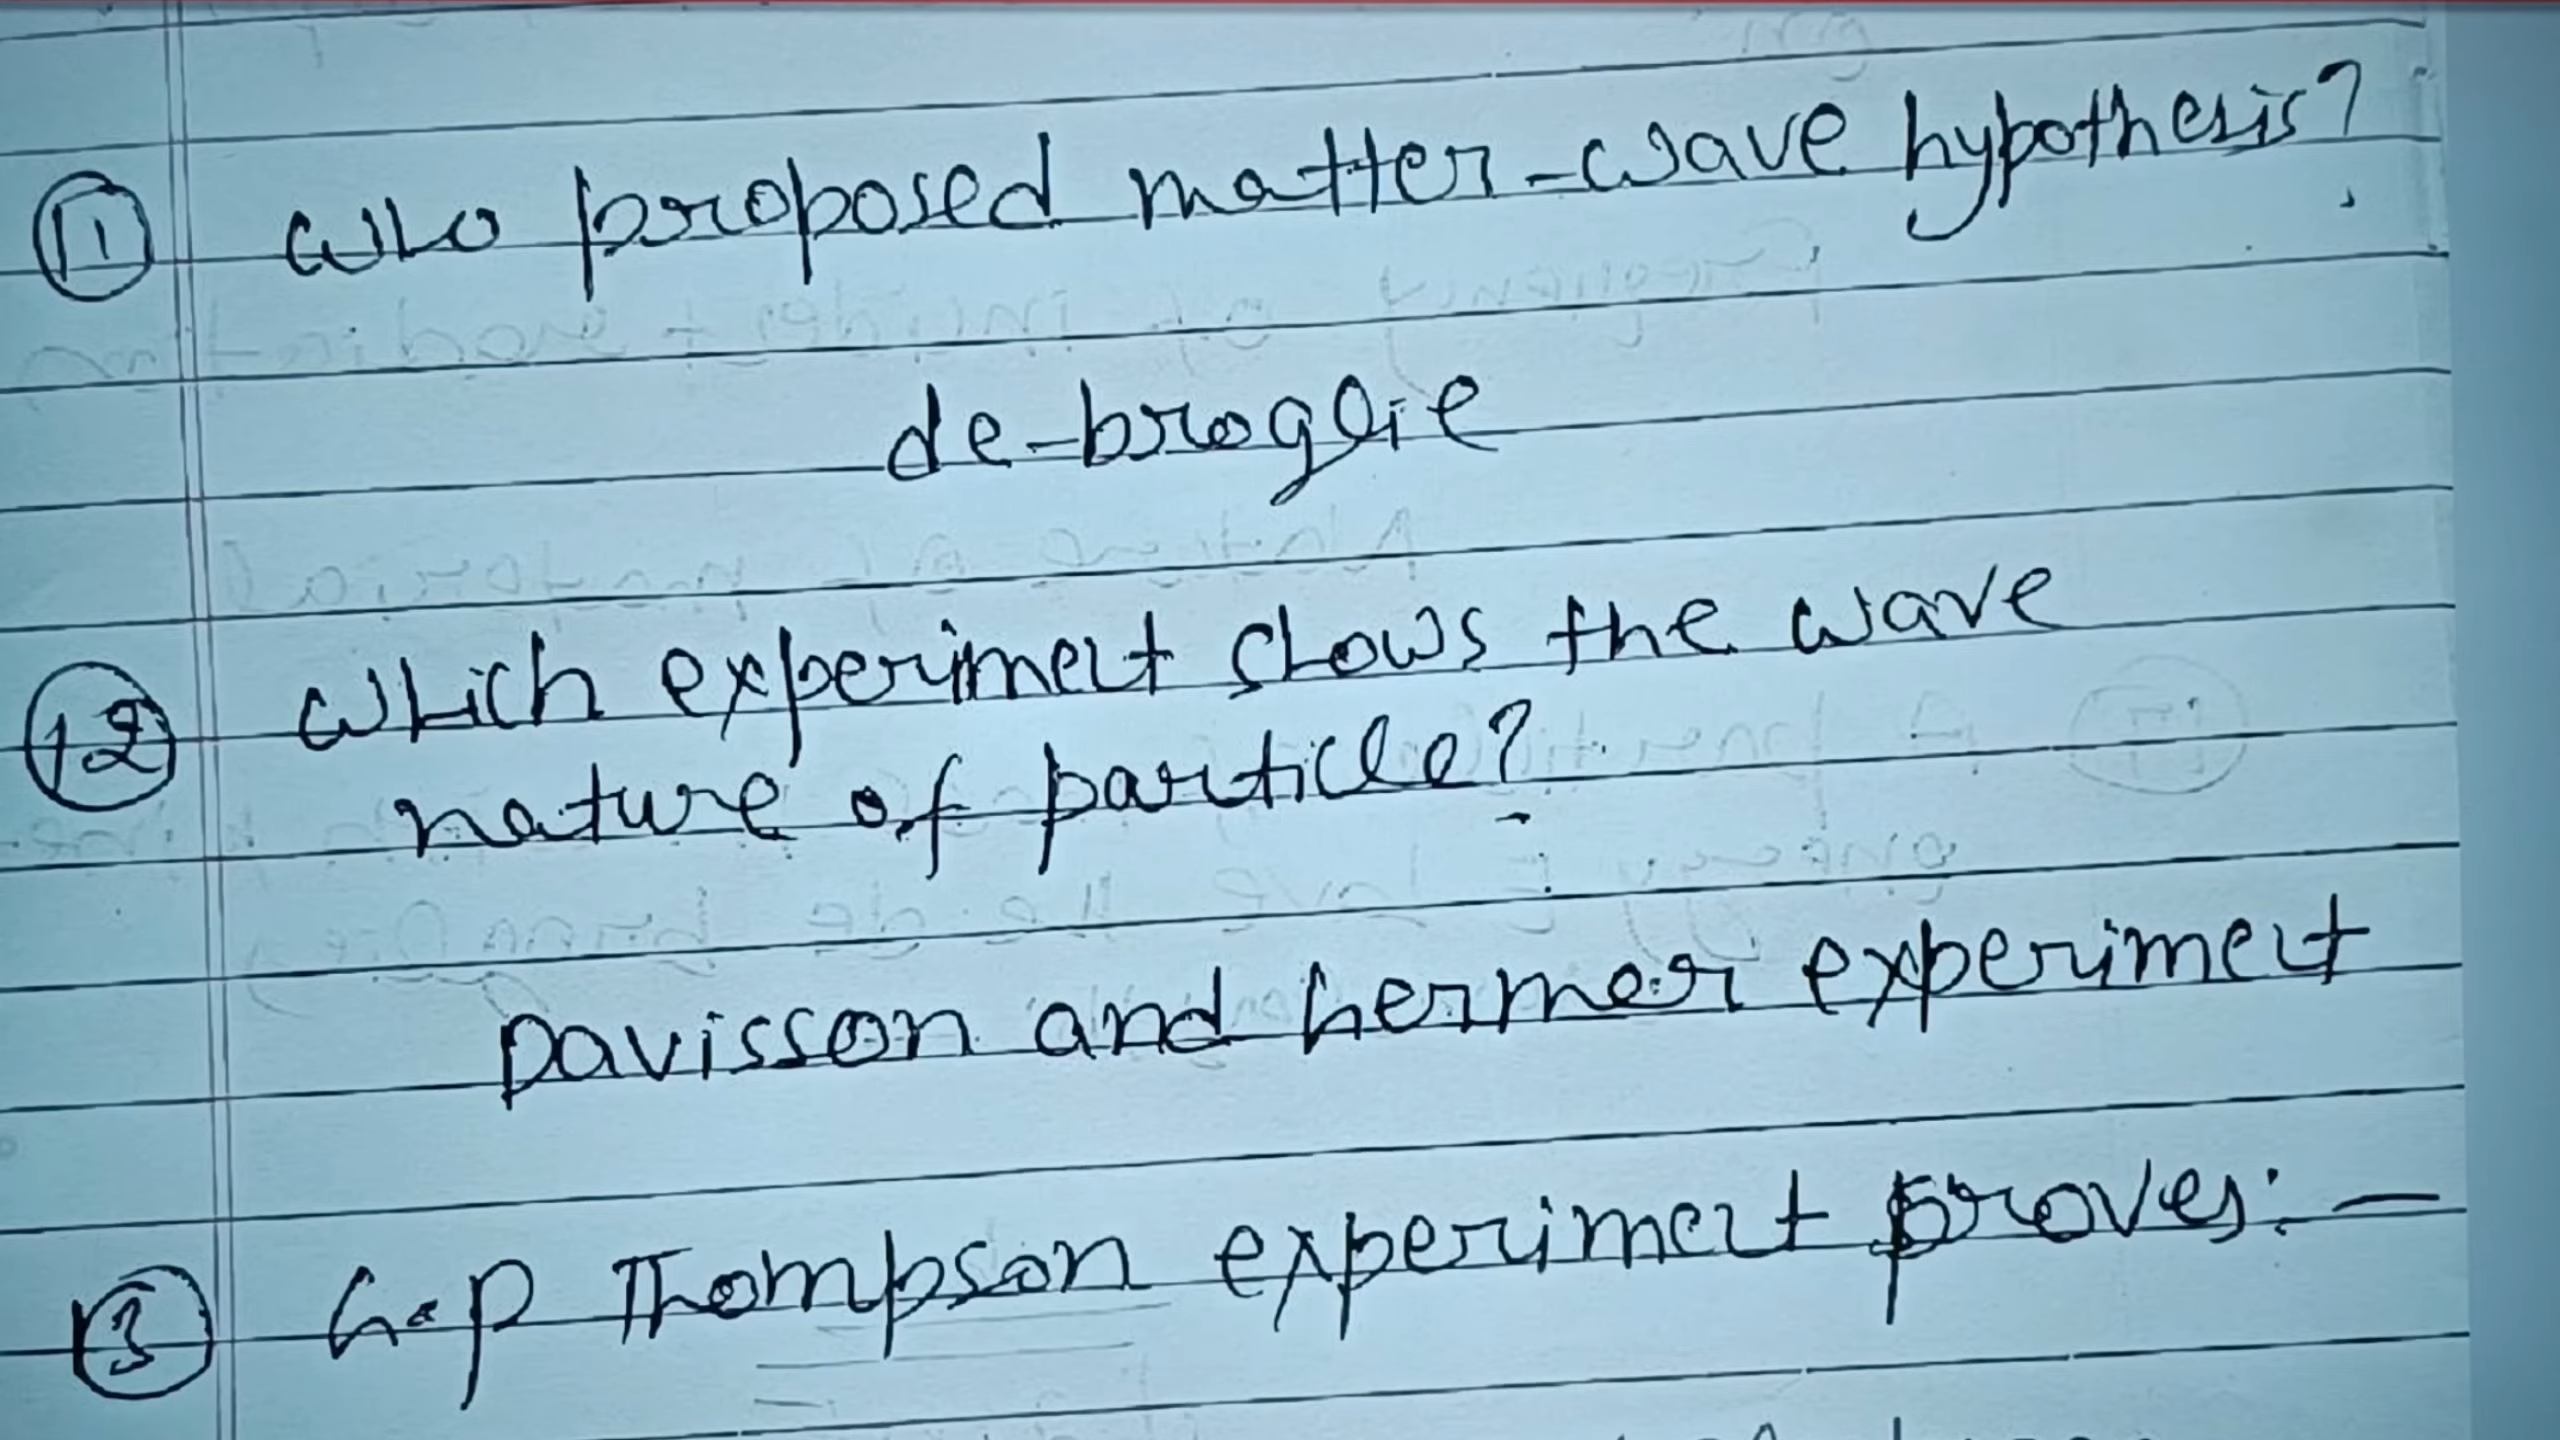 11 who proposed matter-wave hypothesis?
de-broglie
12 which experiment shows the wave
nature of particle?
Davisson and Germer experiment
13 G.P Thompson experiment proves:-